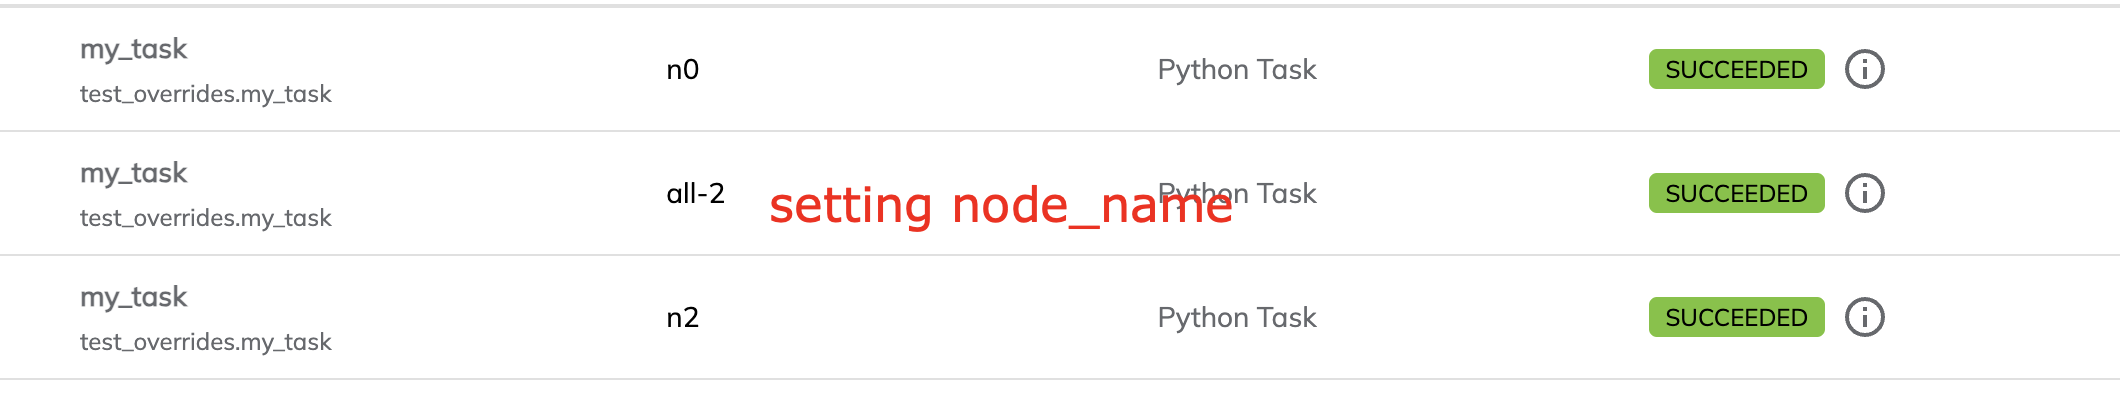 my_task
test_overrides.my_task
n0
Python Task
SUCCEEDED
my_task
test_overrides.my_task
all-2
setting node_name
Python Task
SUCCEEDED
my_task
test_overrides.my_task
n2
Python Task
SUCCEEDED